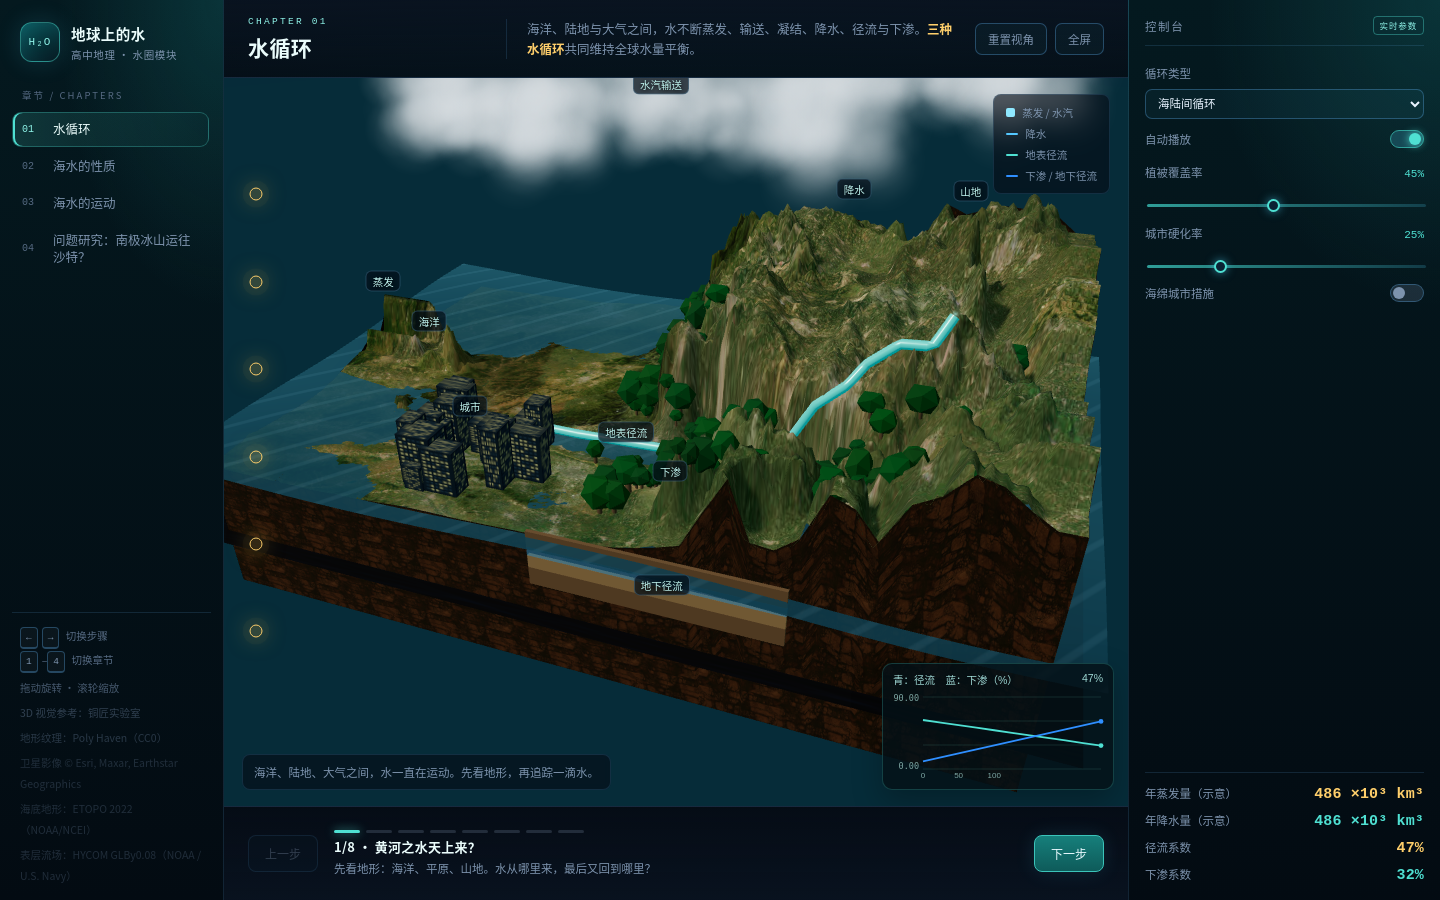 H₂O
地球上的水
高中地理 · 水圈模块
章节 / CHAPTERS
01 水循环
02 海水的性质
03 海水的运动
04 问题研究：南极冰山运往
沙特？
← → 切换步骤
1 – 4 切换章节
拖动旋转 · 滚轮缩放
3D 视觉参考：铜匠实验室
地形纹理：Poly Haven（CC0）
卫星影像 © Esri, Maxar, Earthstar
Geographics
海底地形：ETOPO 2022
（NOAA/NCEI）
表层流场：HYCOM GLBy0.08（NOAA /
U.S. Navy）
CHAPTER 01
水循环
海洋、陆地与大气之间，水不断蒸发、输送、凝结、降水、径流与下渗。三种
水循环共同维持全球水量平衡。
重置视角
全屏
水汽输送
蒸发 / 水汽
降水
地表径流
下渗 / 地下径流
降水
山地
蒸发
海洋
城市
地表径流
下渗
地下径流
青：径流 蓝：下渗（%） 47%
90.00
0.00
0 50 100
海洋、陆地、大气之间，水一直在运动。先看地形，再追踪一滴水。
上一步
1/8 · 黄河之水天上来？
先看地形：海洋、平原、山地。水从哪里来，最后又回到哪里？
下一步
控制台
实时参数
循环类型
海陆间循环
自动播放
植被覆盖率 45%
城市硬化率 25%
海绵城市措施
年蒸发量（示意） 486 ×10³ km³
年降水量（示意） 486 ×10³ km³
径流系数 47%
下渗系数 32%